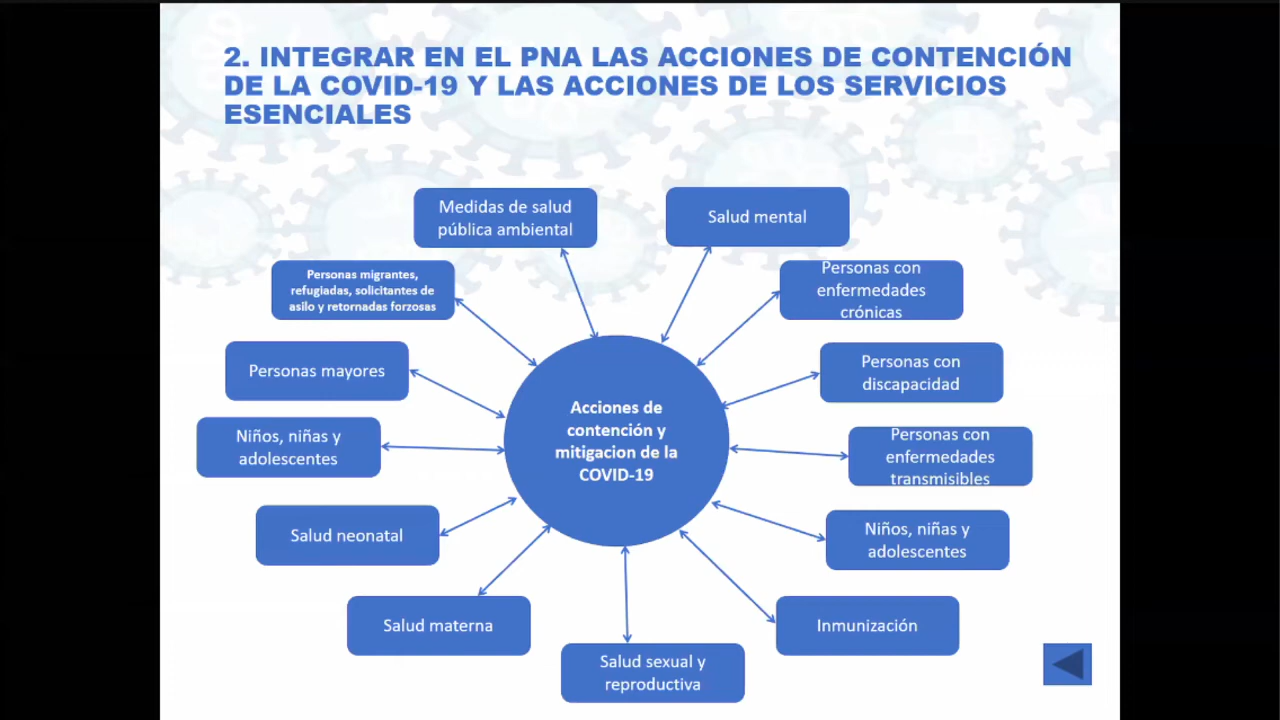 2. INTEGRAR EN EL PNA LAS ACCIONES DE CONTENCIÓN
DE LA COVID-19 Y LAS ACCIONES DE LOS SERVICIOS
ESENCIALES
Medidas de salud
pública ambiental
Salud mental
Personas migrantes,
refugiadas, solicitantes de
asilo y retornadas forzosas
Personas con
enfermedades
crónicas
Personas mayores
Personas con
discapacidad
Acciones de
contención y
mitigacion de la
COVID-19
Niños, niñas y
adolescentes
Personas con
enfermedades
transmisibles
Salud neonatal
Niños, niñas y
adolescentes
Salud materna
Inmunización
Salud sexual y
reproductiva